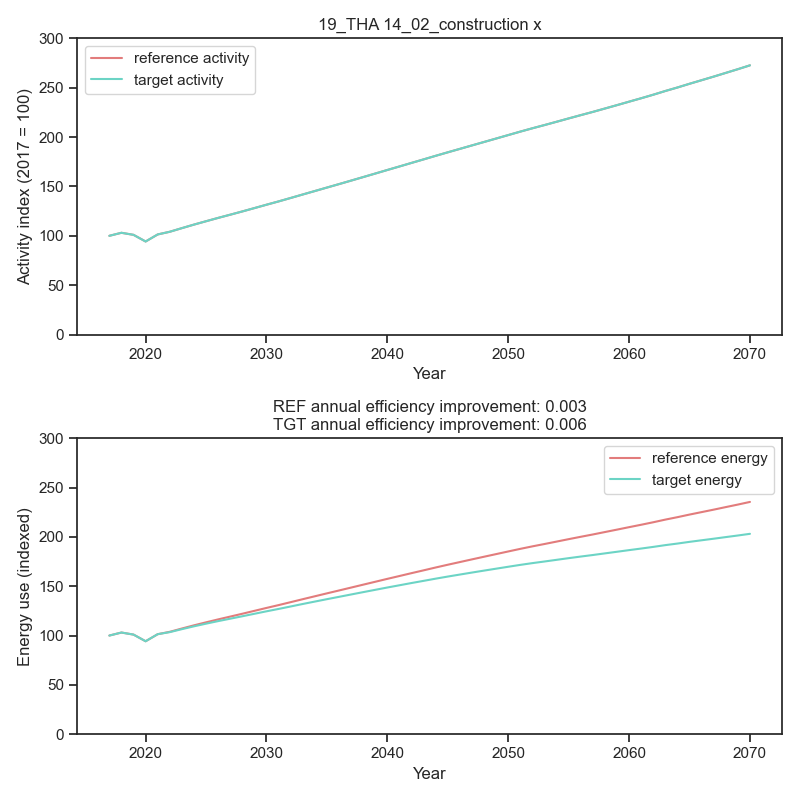 19_THA 14_02_construction x
300
250
200
150
100
50
0
Activity index (2017 = 100)
reference activity
target activity
2020 2030 2040 2050 2060 2070
Year
REF annual efficiency improvement: 0.003
TGT annual efficiency improvement: 0.006
300
250
200
150
100
50
0
Energy use (indexed)
reference energy
target energy
2020 2030 2040 2050 2060 2070
Year